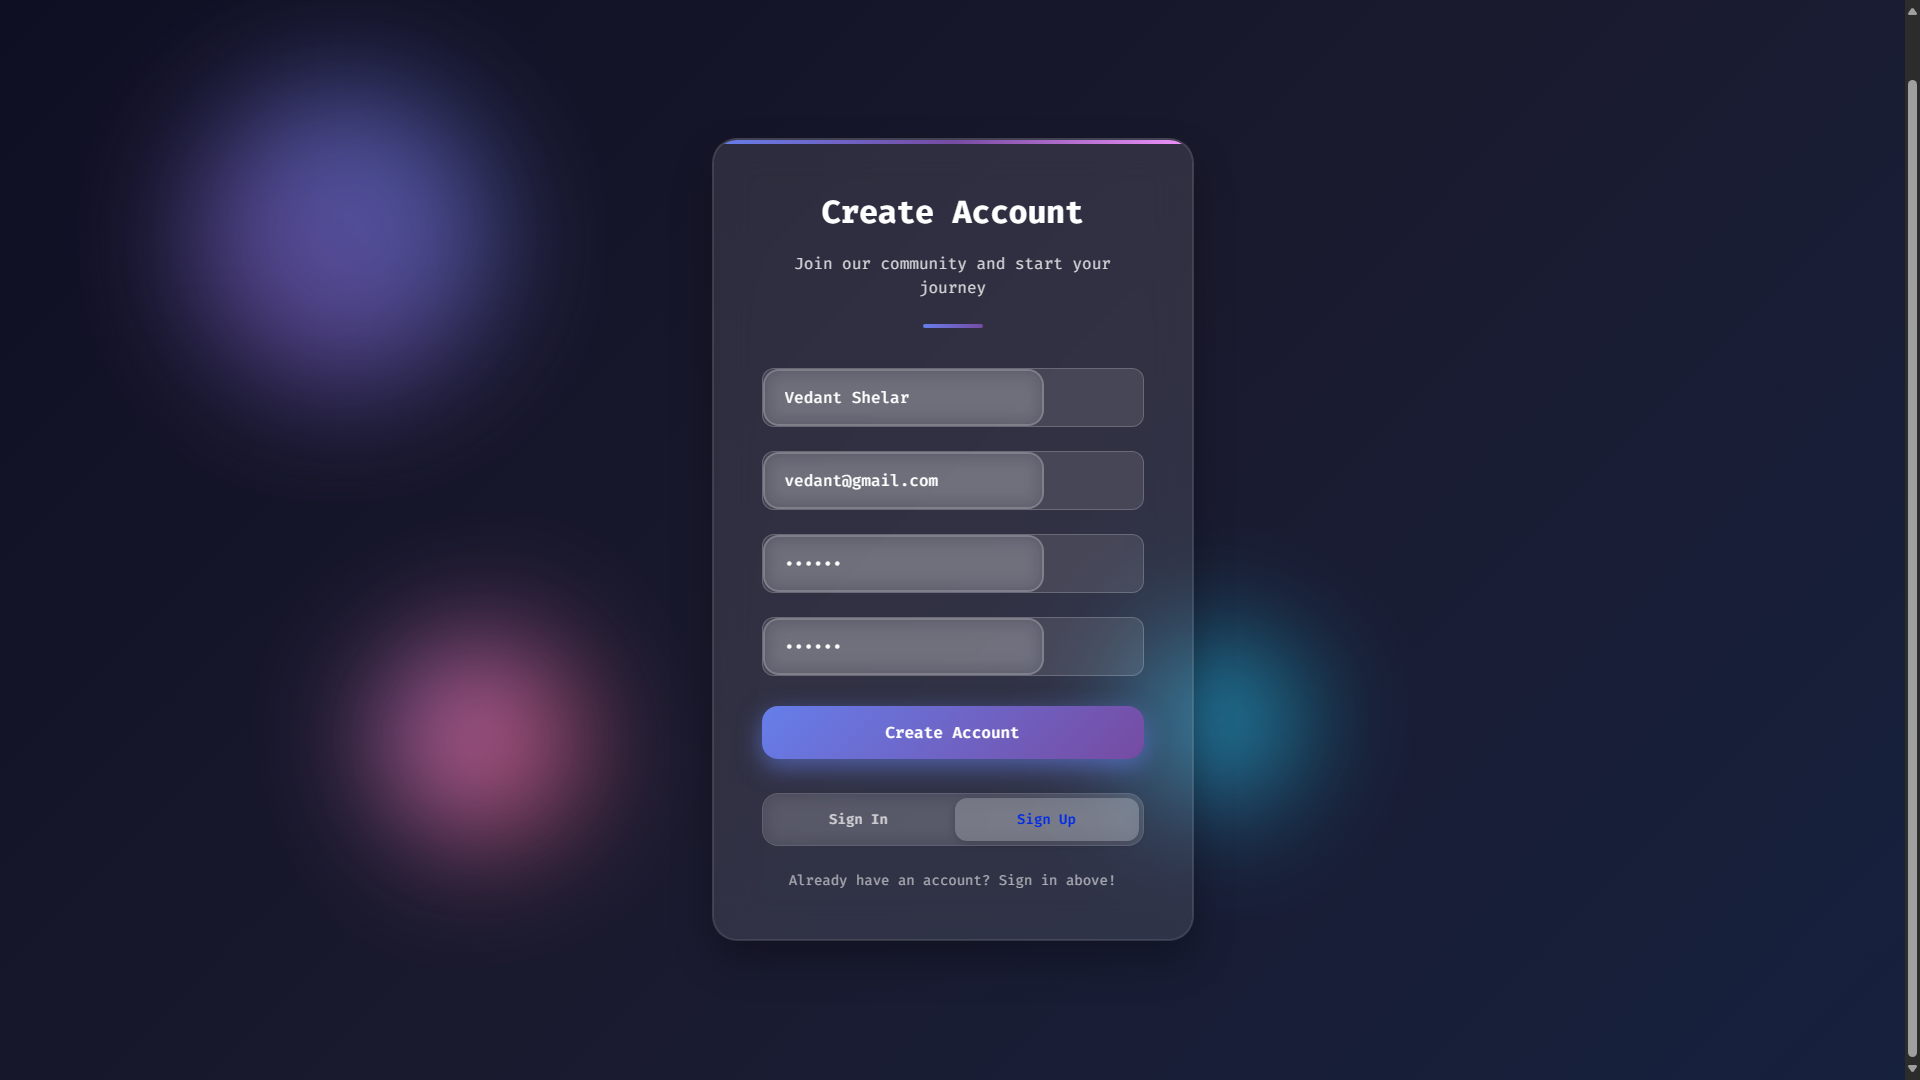 Create Account
Join our community and start your
journey
Vedant Shelar
vedant@gmail.com
••••••
••••••
Create Account
Sign In
Sign Up
Already have an account? Sign in above!